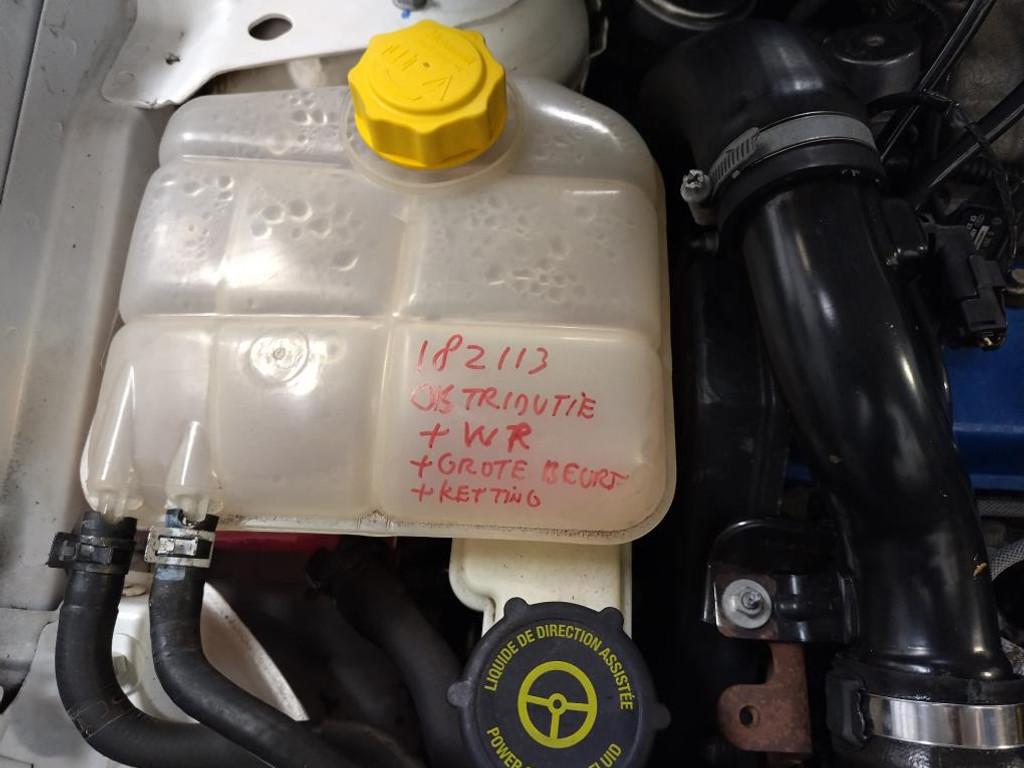 182113
DISTRIBUTIE
+ WR
+ GROTE BEURT
+ KETTING
LIQUIDE DE DIRECTION ASSISTÉE
POWER FLUID